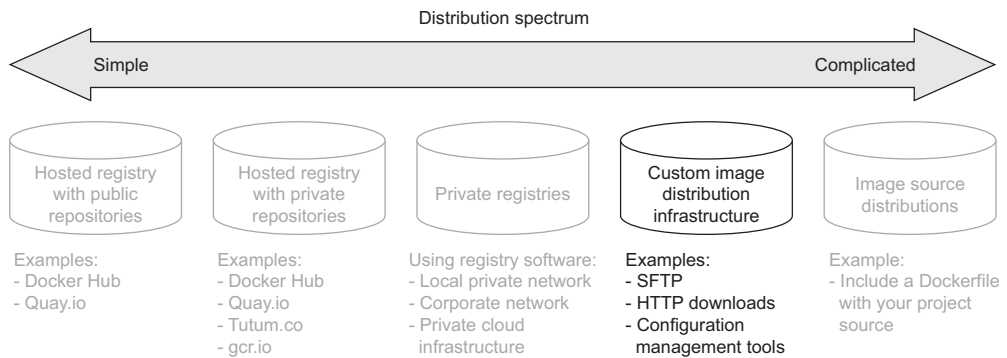 Distribution spectrum
Simple
Complicated
Hosted registry
with public
repositories
Examples:
- Docker Hub
- Quay.io
Hosted registry
with private
repositories
Examples:
- Docker Hub
- Quay.io
- Tutum.co
- gcr.io
Private registries
Using registry software:
- Local private network
- Corporate network
- Private cloud
infrastructure
Custom image
distribution
infrastructure
Examples:
- SFTP
- HTTP downloads
- Configuration
management tools
Image source
distributions
Example:
- Include a Dockerfile
with your project
source